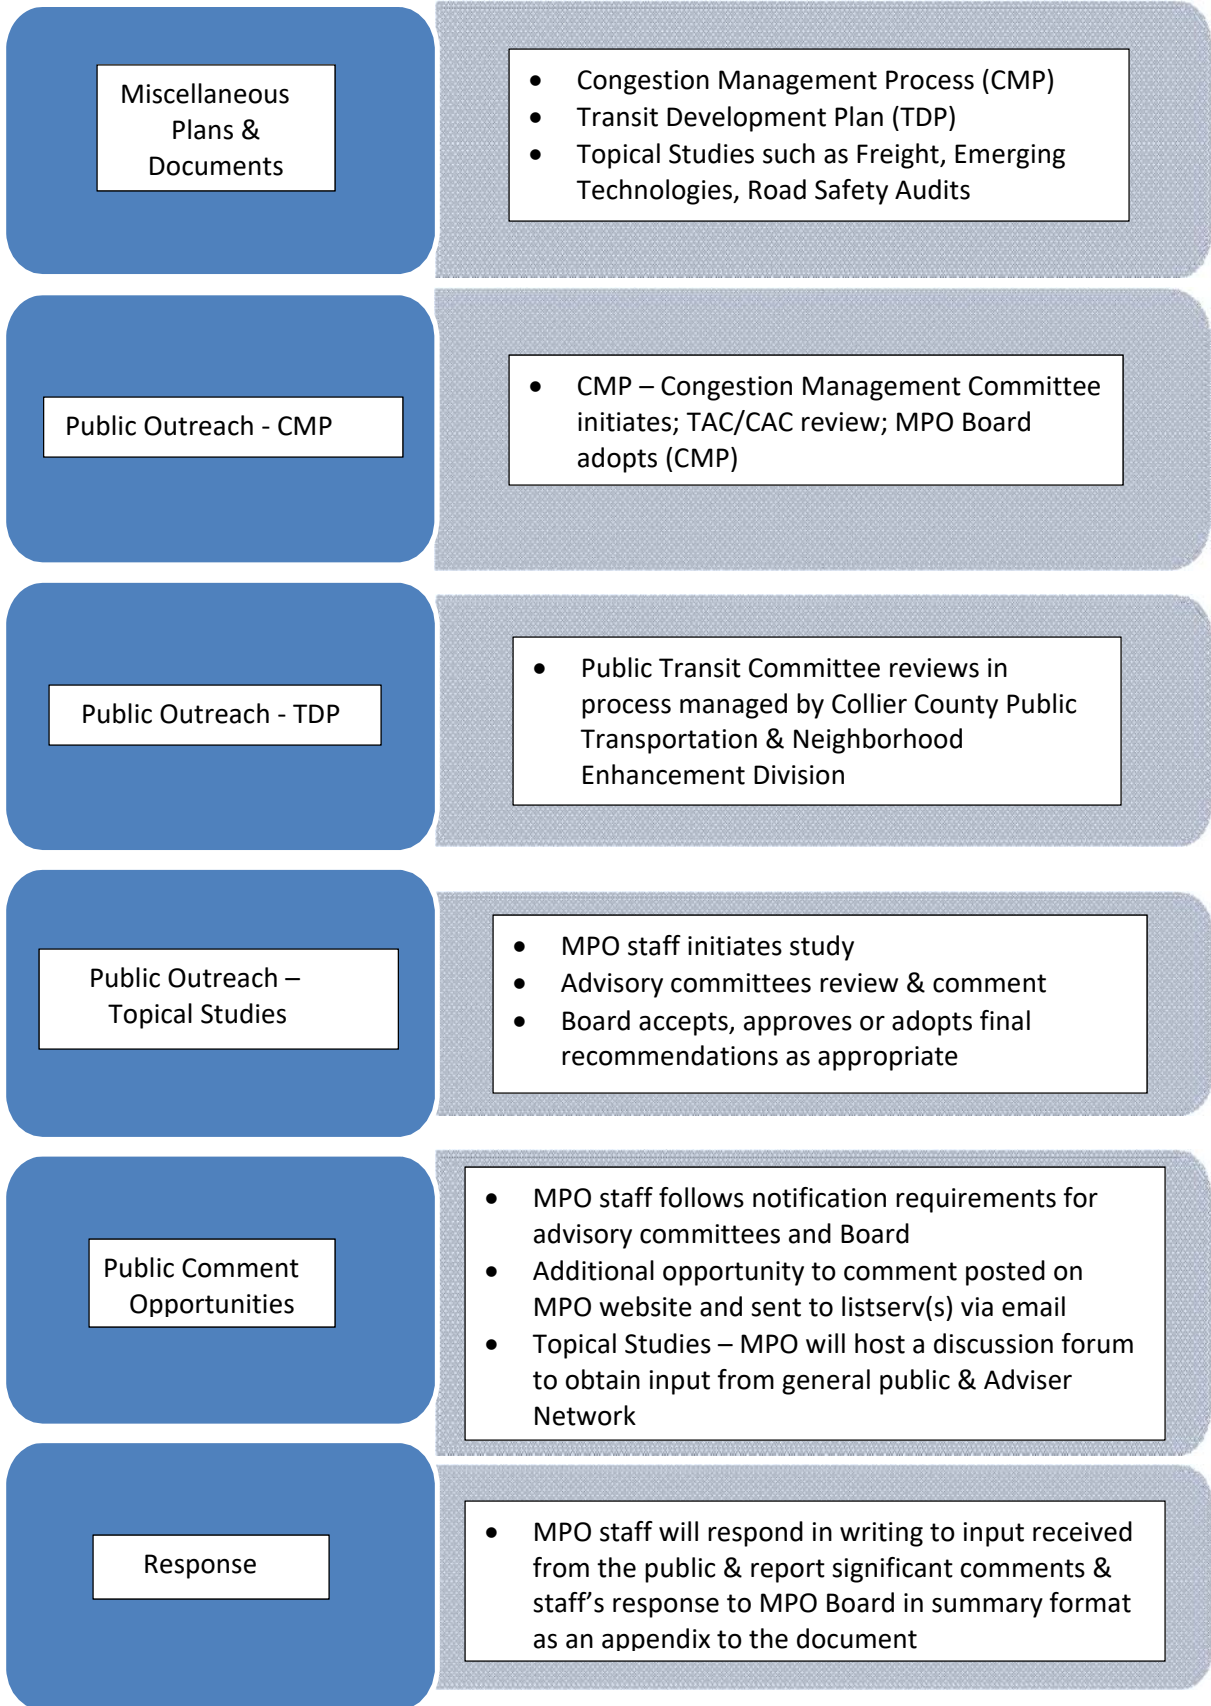 Miscellaneous
Plans &
Documents
• Congestion Management Process (CMP)
• Transit Development Plan (TDP)
• Topical Studies such as Freight, Emerging
Technologies, Road Safety Audits
Public Outreach - CMP
• CMP – Congestion Management Committee
initiates; TAC/CAC review; MPO Board
adopts (CMP)
Public Outreach - TDP
• Public Transit Committee reviews in
process managed by Collier County Public
Transportation & Neighborhood
Enhancement Division
Public Outreach –
Topical Studies
• MPO staff initiates study
• Advisory committees review & comment
• Board accepts, approves or adopts final
recommendations as appropriate
Public Comment
Opportunities
• MPO staff follows notification requirements for
advisory committees and Board
• Additional opportunity to comment posted on
MPO website and sent to listserv(s) via email
• Topical Studies – MPO will host a discussion forum
to obtain input from general public & Adviser
Network
Response
• MPO staff will respond in writing to input received
from the public & report significant comments &
staff’s response to MPO Board in summary format
as an appendix to the document